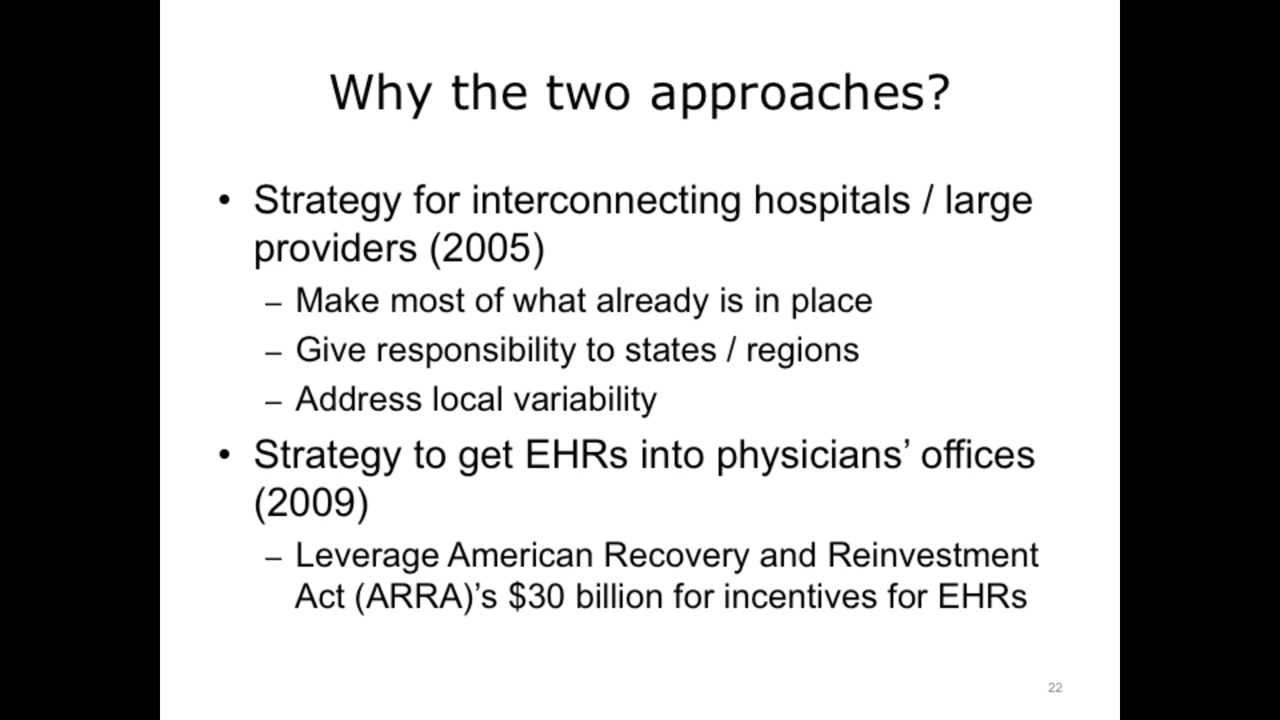 Why the two approaches?
• Strategy for interconnecting hospitals / large
providers (2005)
– Make most of what already is in place
– Give responsibility to states / regions
– Address local variability
• Strategy to get EHRs into physicians’ offices
(2009)
– Leverage American Recovery and Reinvestment
Act (ARRA)’s $30 billion for incentives for EHRs
22